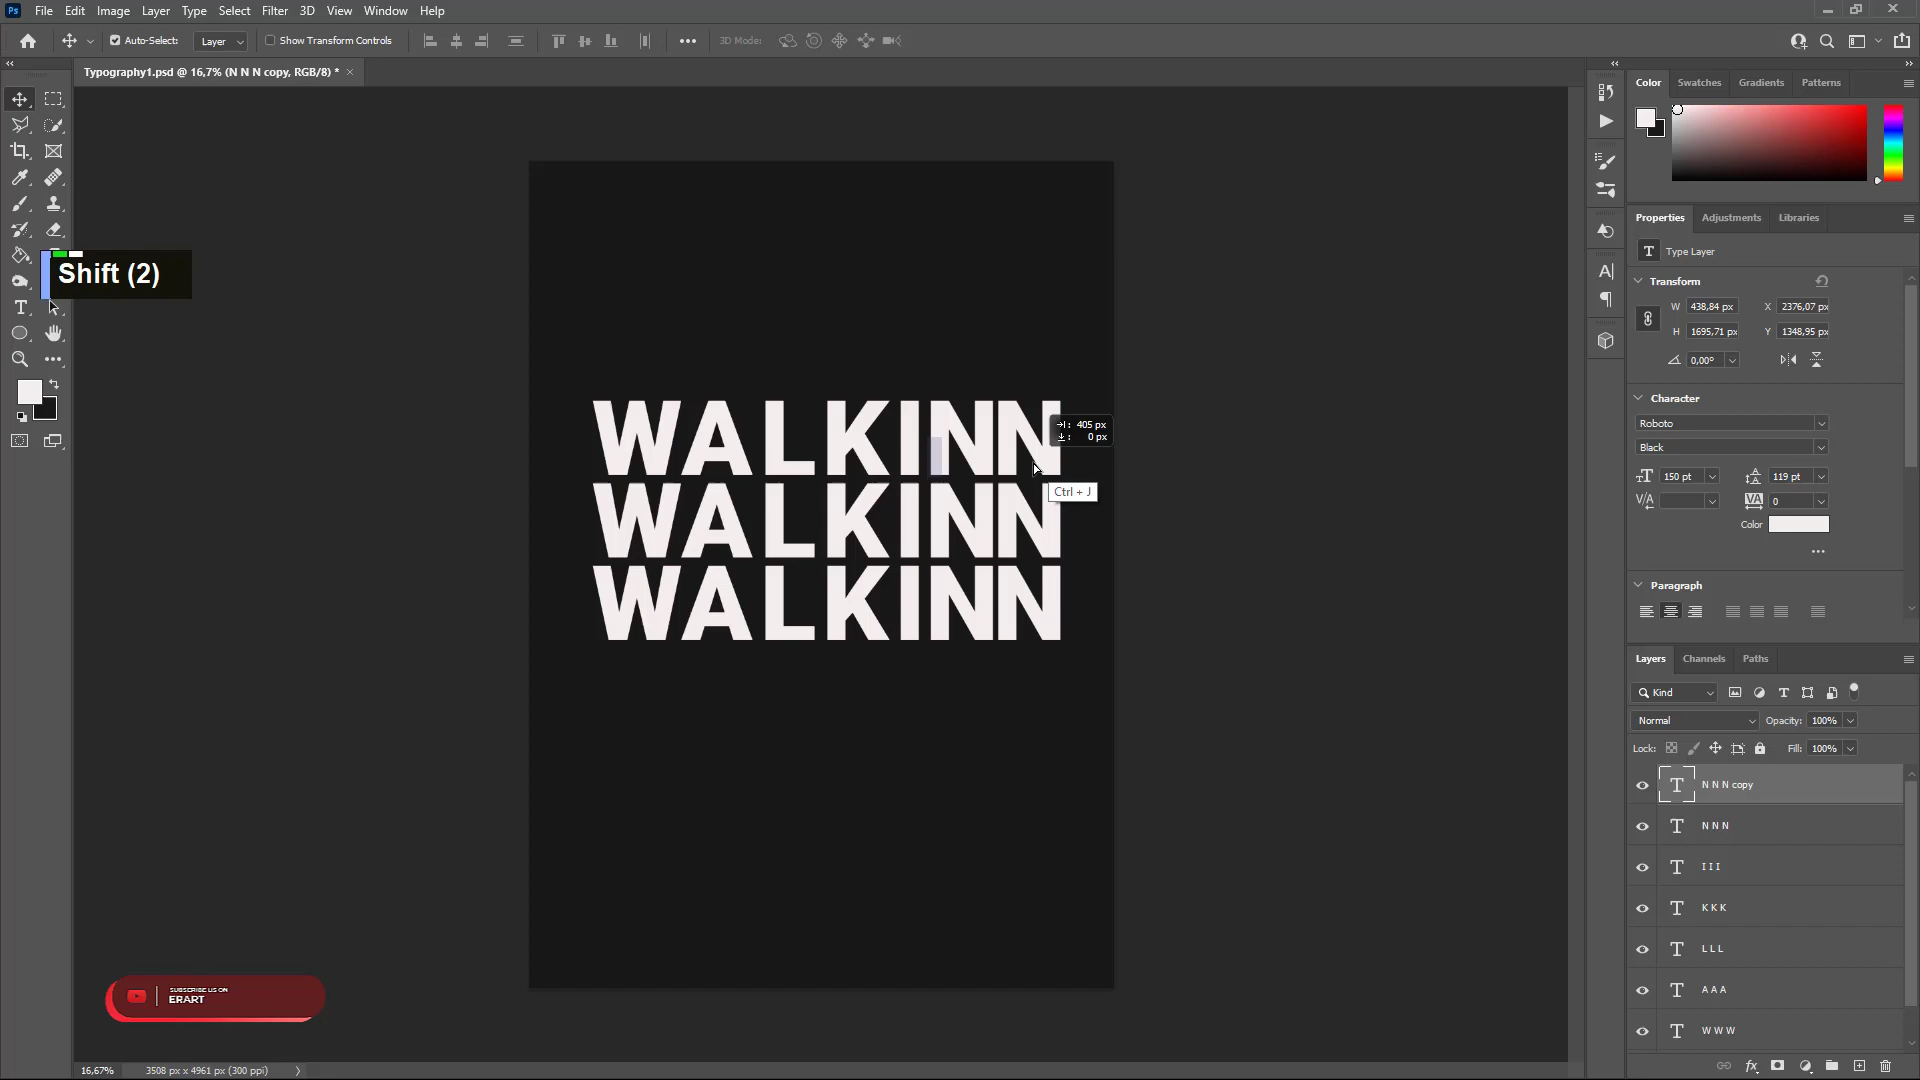 Ps File Edit Image Layer Type Select Filter 3D View Window Help
Auto-Select: Layer Show Transform Controls 3D Mode:
Typography1.psd @ 16,7% (N N N copy, RGB/8) *
Shift (2)
WALKINN
WALKINN
WALKINN
405 px
0 px
Ctrl + J
SUBSCRIBE US ON
ERART
16,67% 3508 px x 4961 px (300 ppi)
Color Swatches Gradients Patterns
Properties Adjustments Libraries
T Type Layer
Transform
W 438,84 px X 2376,07 px
H 1695,71 px Y 1348,95 px
0,00°
Character
Roboto
Black
150 pt 119 pt
0
Color
Paragraph
Layers Channels Paths
Kind
Normal Opacity: 100%
Lock: Fill: 100%
T N N N copy
T N N N
T I I I
T K K K
T L L L
T A A A
T W W W